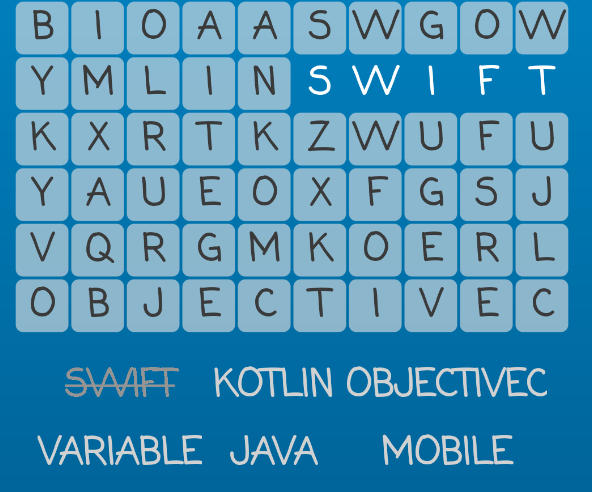 B I O A A S W G O W
Y M L I N S W I F T
K X R T K Z W U F U
Y A U E O X F G S J
V Q R G M K O E R L
O B J E C T I V E C
SWIFT KOTLIN OBJECTIVEC
VARIABLE JAVA MOBILE